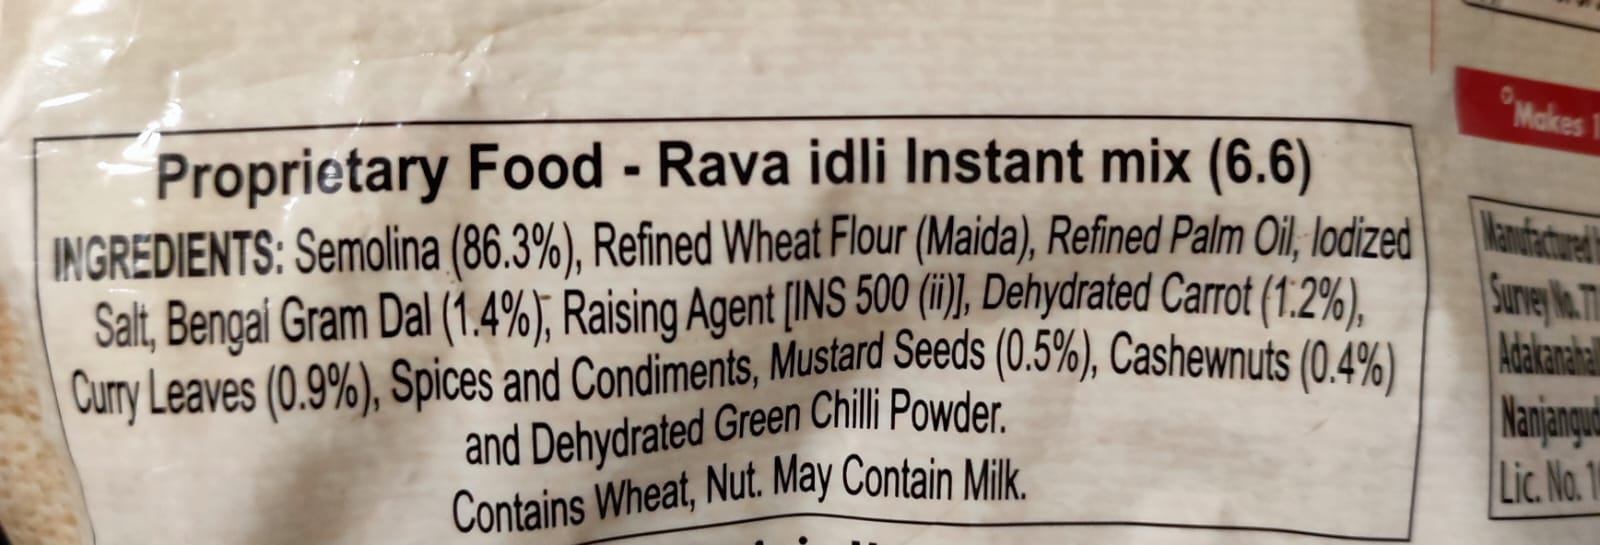 Proprietary Food - Rava idli Instant mix (6.6)
INGREDIENTS: Semolina (86.3%), Refined Wheat Flour (Maida), Refined Palm Oil, Iodized
Salt, Bengal Gram Dal (1.4%), Raising Agent [INS 500 (ii)], Dehydrated Carrot (1.2%),
Curry Leaves (0.9%), Spices and Condiments, Mustard Seeds (0.5%), Cashewnuts (0.4%)
and Dehydrated Green Chilli Powder.
Contains Wheat, Nut. May Contain Milk.
Makes
Manufactured
Survey No.
Lic. No.